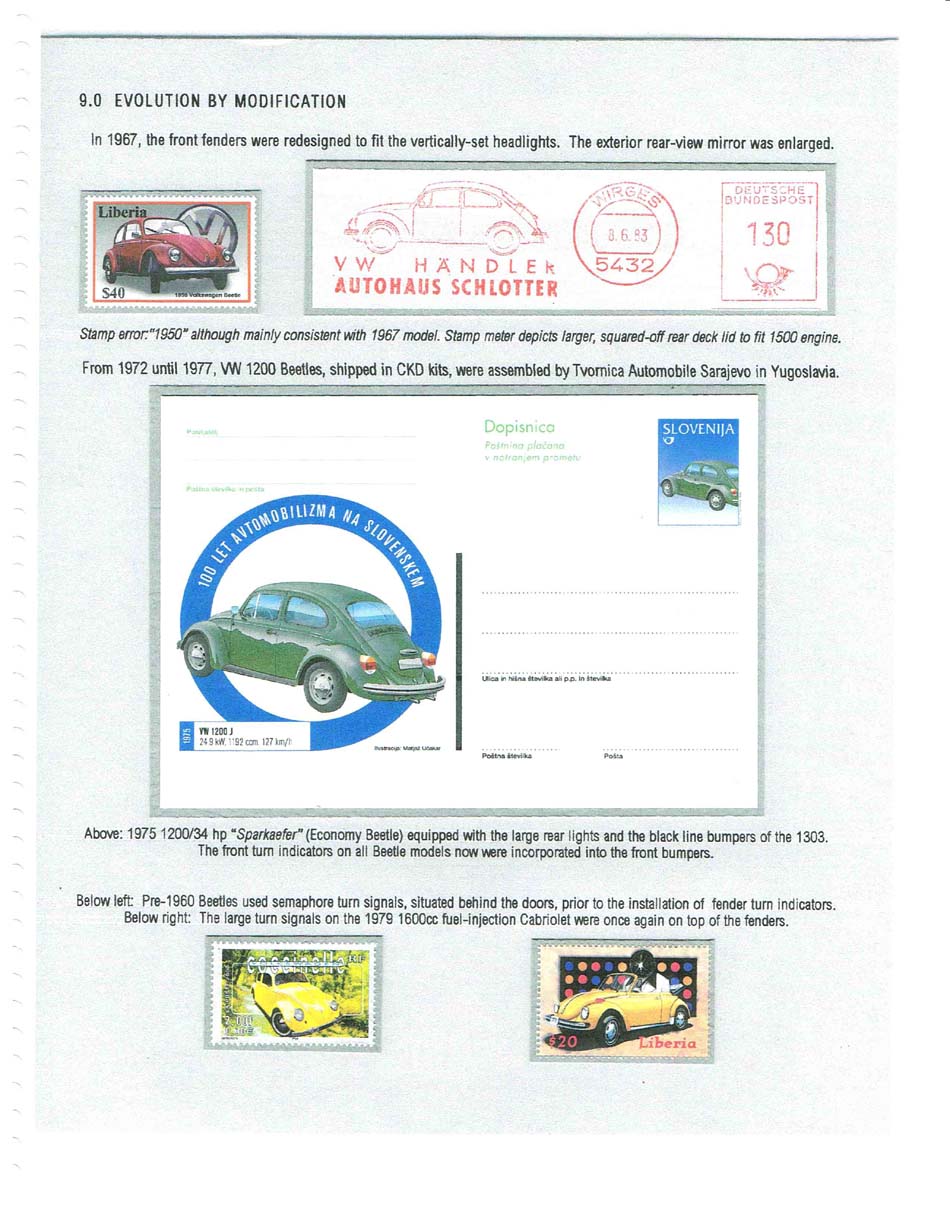 9.0 EVOLUTION BY MODIFICATION
In 1967, the front fenders were redesigned to fit the vertically-set headlights. The exterior rear-view mirror was enlarged.
Liberia
$40
VW HÄNDLER
AUTOHAUS SCHLOTTER
WIRGES
8.6.83
5432
DEUTSCHE
BUNDESPOST
130
Stamp error:"1950" although mainly consistent with 1967 model. Stamp meter depicts larger, squared-off rear deck lid to fit 1500 engine.
From 1972 until 1977, VW 1200 Beetles, shipped in CKD kits, were assembled by Tvornica Automobile Sarajevo in Yugoslavia.
Dopisnica
Poštnina plačana
v notranjem prometu
SLOVENIJA
Pošiljatelj
Poštna številka in pošta
100 LET AVTOMOBILIZMA NA SLOVENSKEM
1975
VW 1200 J
24.9 kW, 1192 ccm, 127 km/h
Ilustracija: Matjaž Učakar
Ulica in hišna številka ali p.p. in številka
Poštna številka
Pošta
Above: 1975 1200/34 hp "Sparkaefer" (Economy Beetle) equipped with the large rear lights and the black line bumpers of the 1303.
The front turn indicators on all Beetle models now were incorporated into the front bumpers.
Below left: Pre-1960 Beetles used semaphore turn signals, situated behind the doors, prior to the installation of fender turn indicators.
Below right: The large turn signals on the 1979 1600cc fuel-injection Cabriolet were once again on top of the fenders.
coccinelle
RF
$20
Liberia